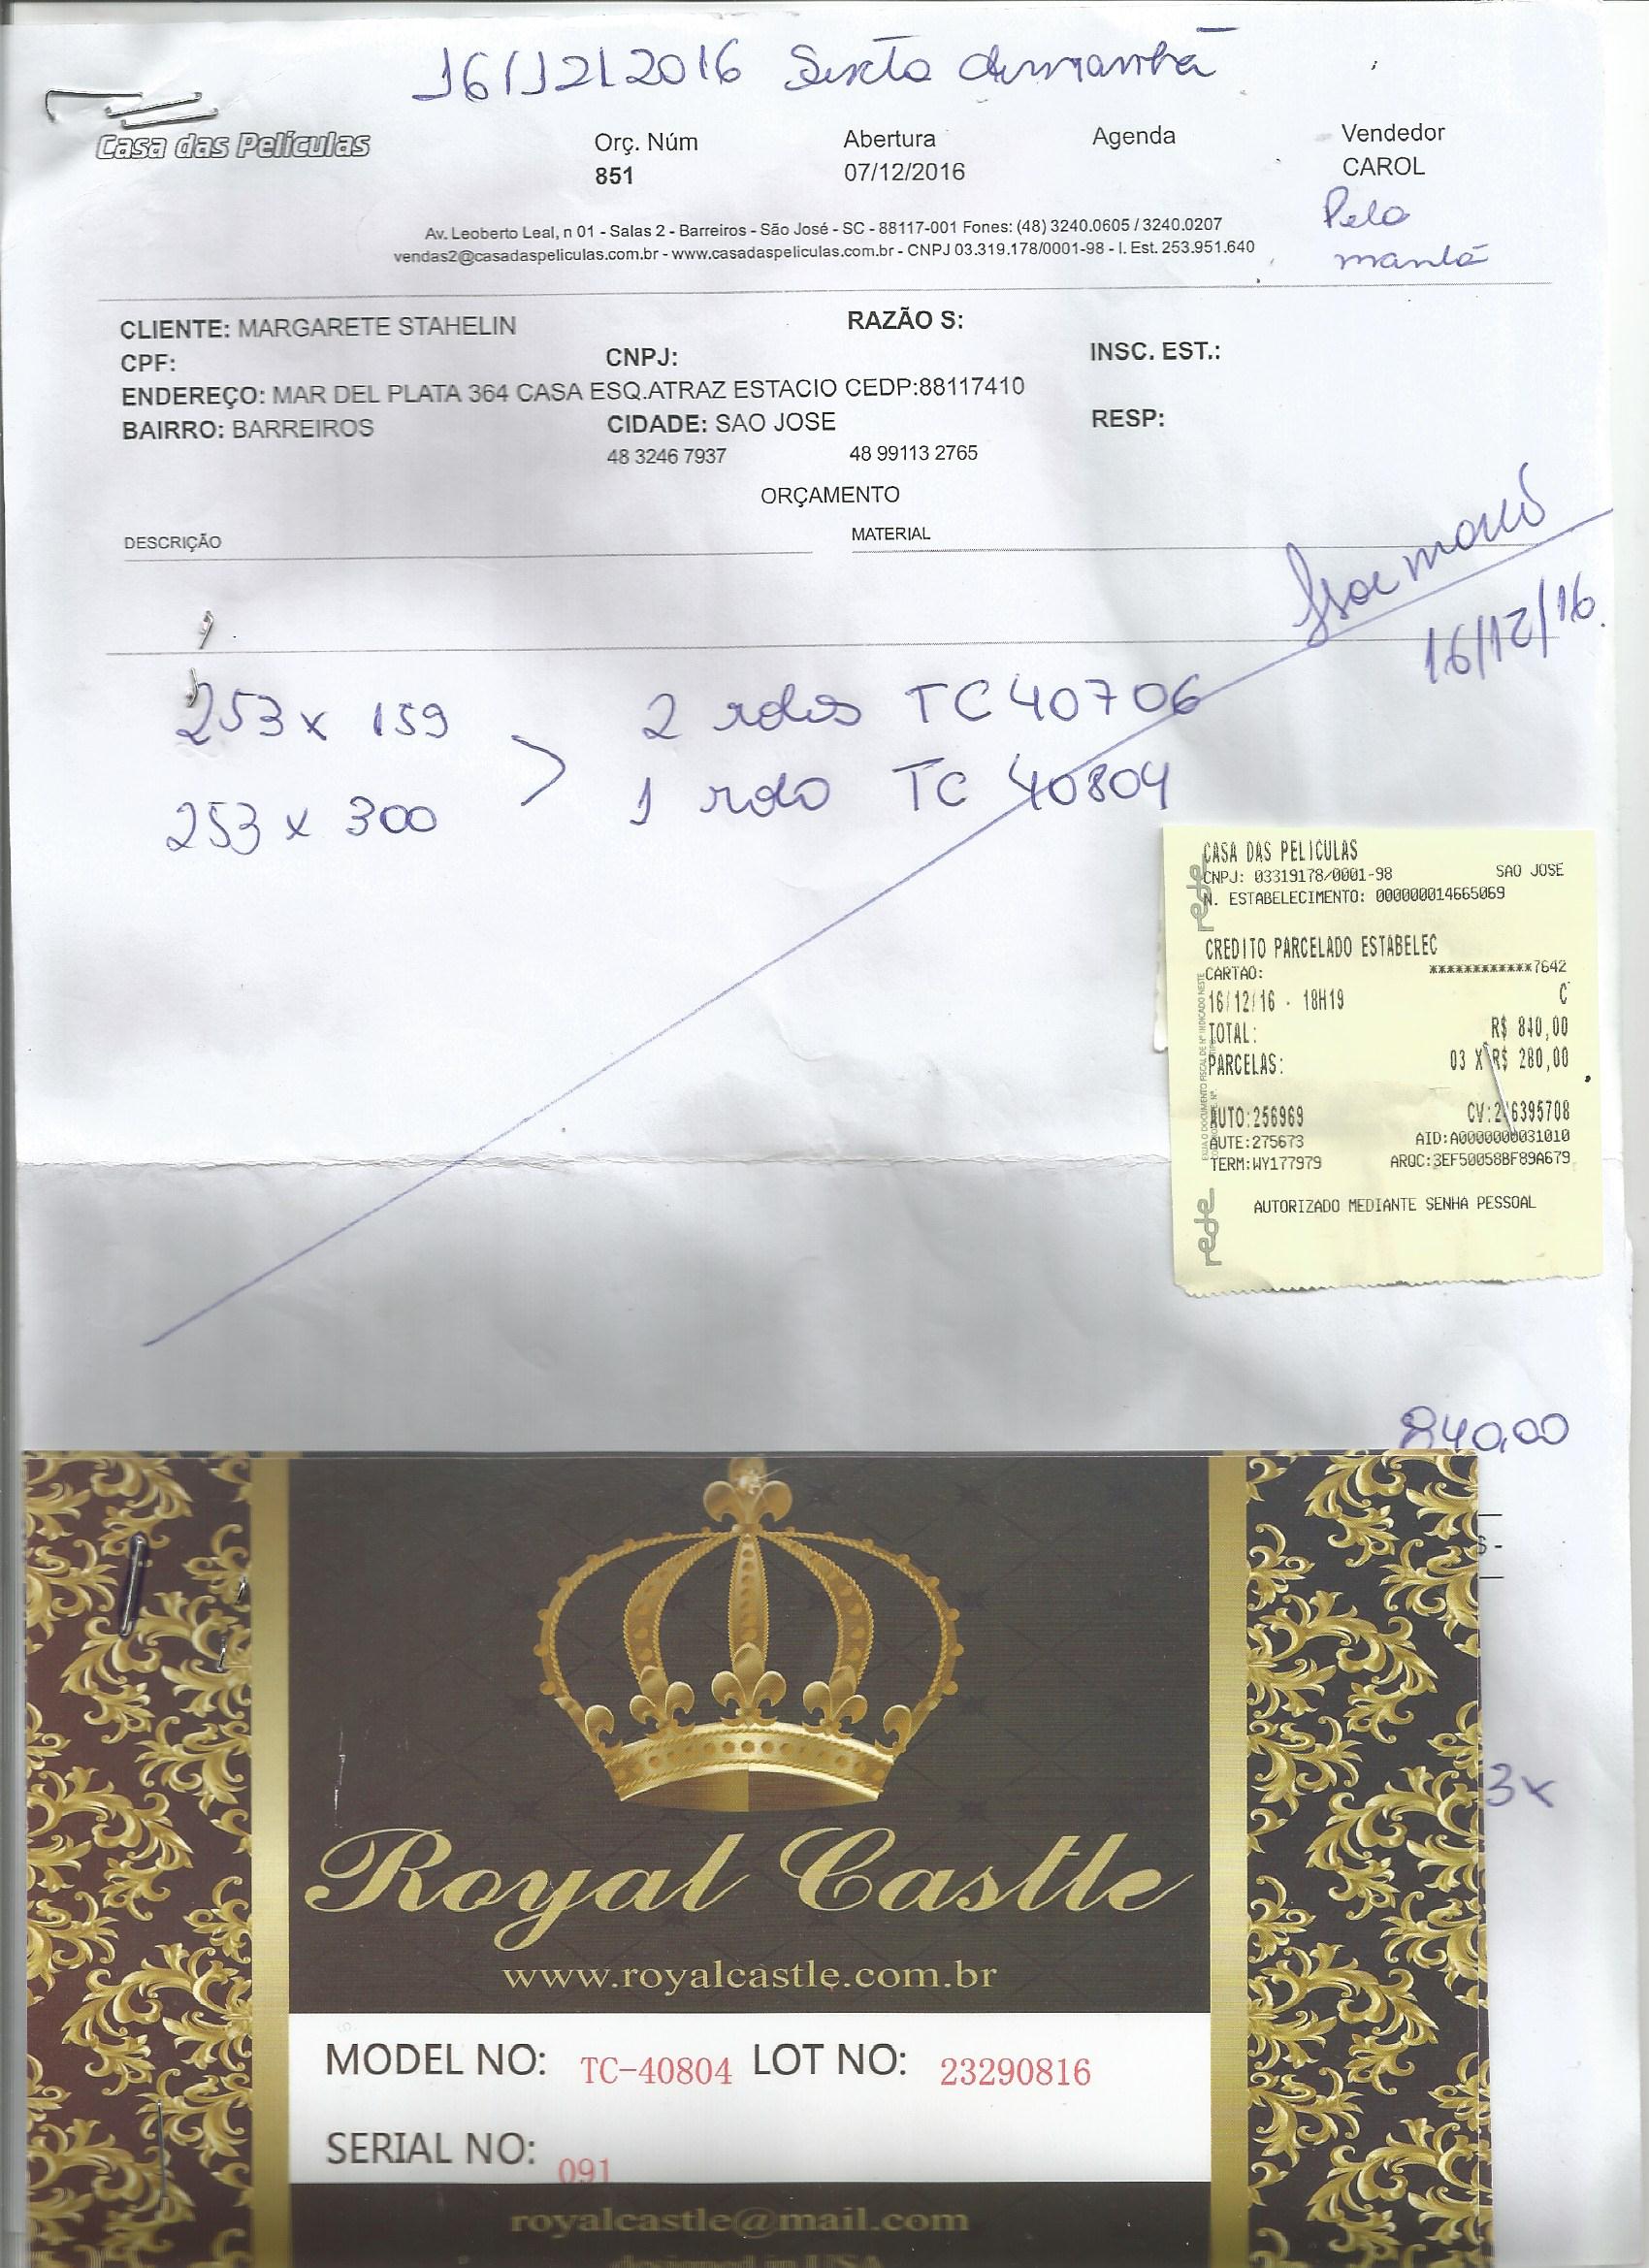 16/12/2016 Sexta de manhã
Casa das Películas
Orç. Núm Abertura Agenda Vendedor
851 07/12/2016 CAROL
Pela
manhã
Av. Leoberto Leal, n 01 - Salas 2 - Barreiros - São José - SC - 88117-001 Fones: (48) 3240.0605 / 3240.0207
vendas2@casadaspeliculas.com.br - www.casadaspeliculas.com.br - CNPJ 03.319.178/0001-98 - I. Est. 253.951.640
CLIENTE: MARGARETE STAHELIN RAZÃO S:
CPF: CNPJ: INSC. EST.:
ENDEREÇO: MAR DEL PLATA 364 CASA ESQ.ATRAZ ESTACIO CEDP:88117410
BAIRRO: BARREIROS CIDADE: SAO JOSE RESP:
48 3246 7937 48 99113 2765
ORÇAMENTO
DESCRIÇÃO MATERIAL
16/12/16.
253 x 159 2 rolos TC 40706
253 x 300 1 rolo TC 40804
CASA DAS PELICULAS
CNPJ: 03319178/0001-98 SAO JOSE
N. ESTABELECIMENTO: 000000014665069
CREDITO PARCELADO ESTABELEC
CARTAO: ************7642
16/12/16 - 18H19 C
TOTAL: R$ 840,00
PARCELAS: 03 X R$ 280,00
AUTO:256969
AUTE:275673 AID:A0000000031010
TERM:WY177979 ARQC:3EF50058BF89A679
AUTORIZADO MEDIANTE SENHA PESSOAL
rede
rede
840,00
3x
Royal Castle
www.royalcastle.com.br
MODEL NO: TC-40804 LOT NO: 23290816
SERIAL NO: 091
royalcastle@mail.com
designed in USA